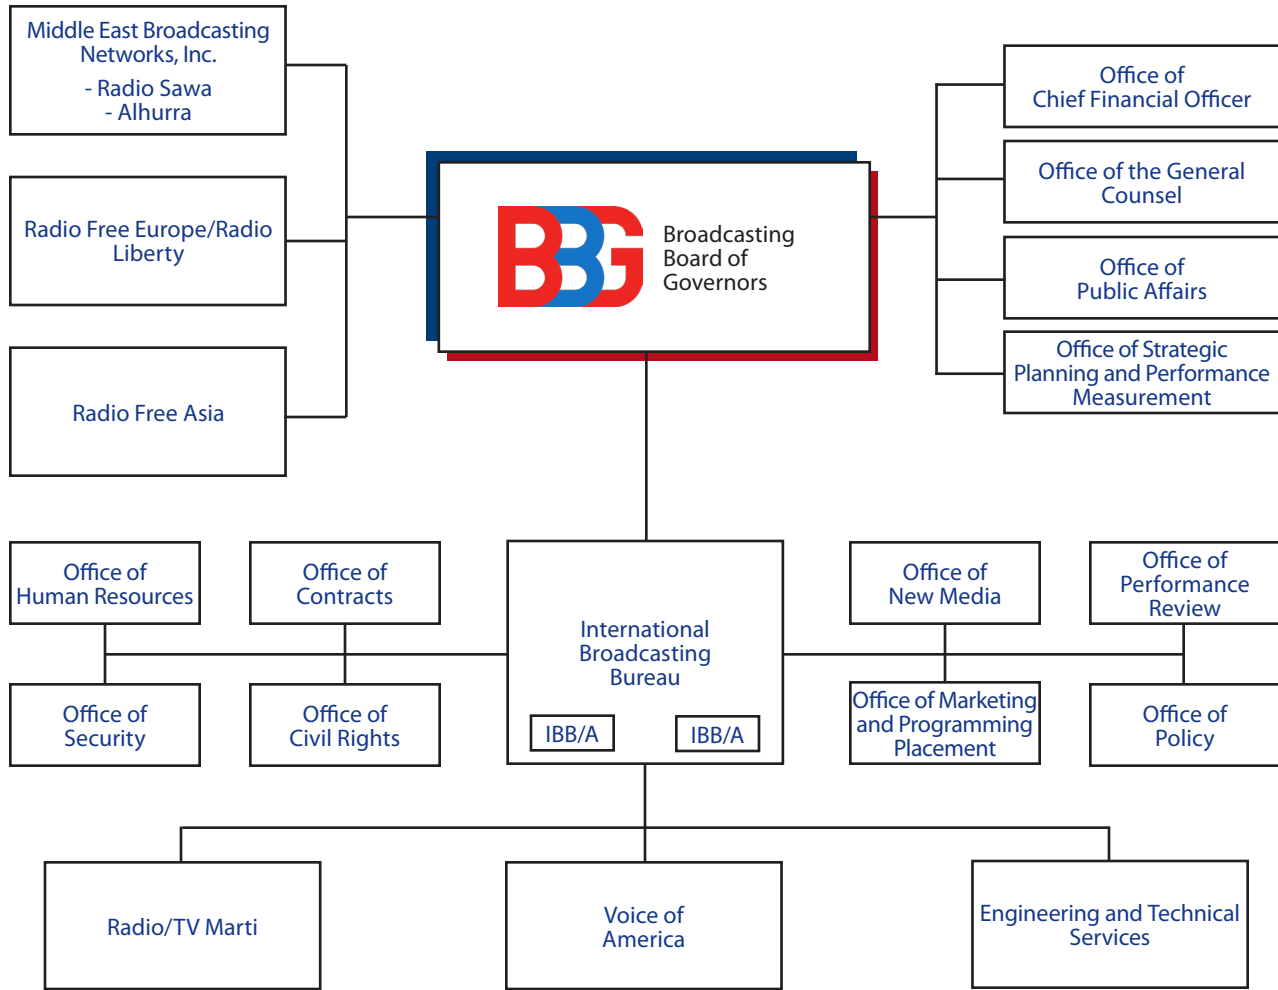 Middle East Broadcasting
Networks, Inc.
- Radio Sawa
- Alhurra
Radio Free Europe/Radio
Liberty
Radio Free Asia
BBG
Broadcasting
Board of
Governors
Office of
Chief Financial Officer
Office of the General
Counsel
Office of
Public Affairs
Office of Strategic
Planning and Performance
Measurement
Office of
Human Resources
Office of
Contracts
Office of
Security
Office of
Civil Rights
International
Broadcasting
Bureau
IBB/A
IBB/A
Office of
New Media
Office of
Performance
Review
Office of Marketing
and Programming
Placement
Office of
Policy
Radio/TV Marti
Voice of
America
Engineering and Technical
Services